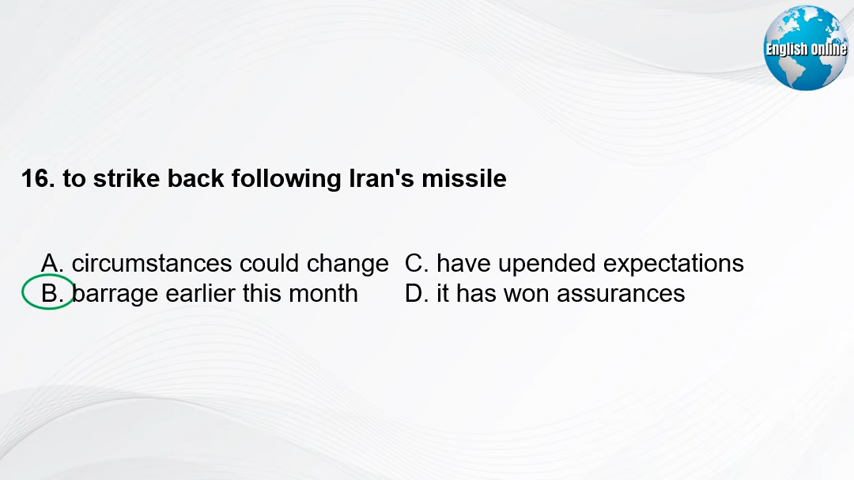 English Online
16. to strike back following Iran's missile
A. circumstances could change C. have upended expectations
B. barrage earlier this month D. it has won assurances